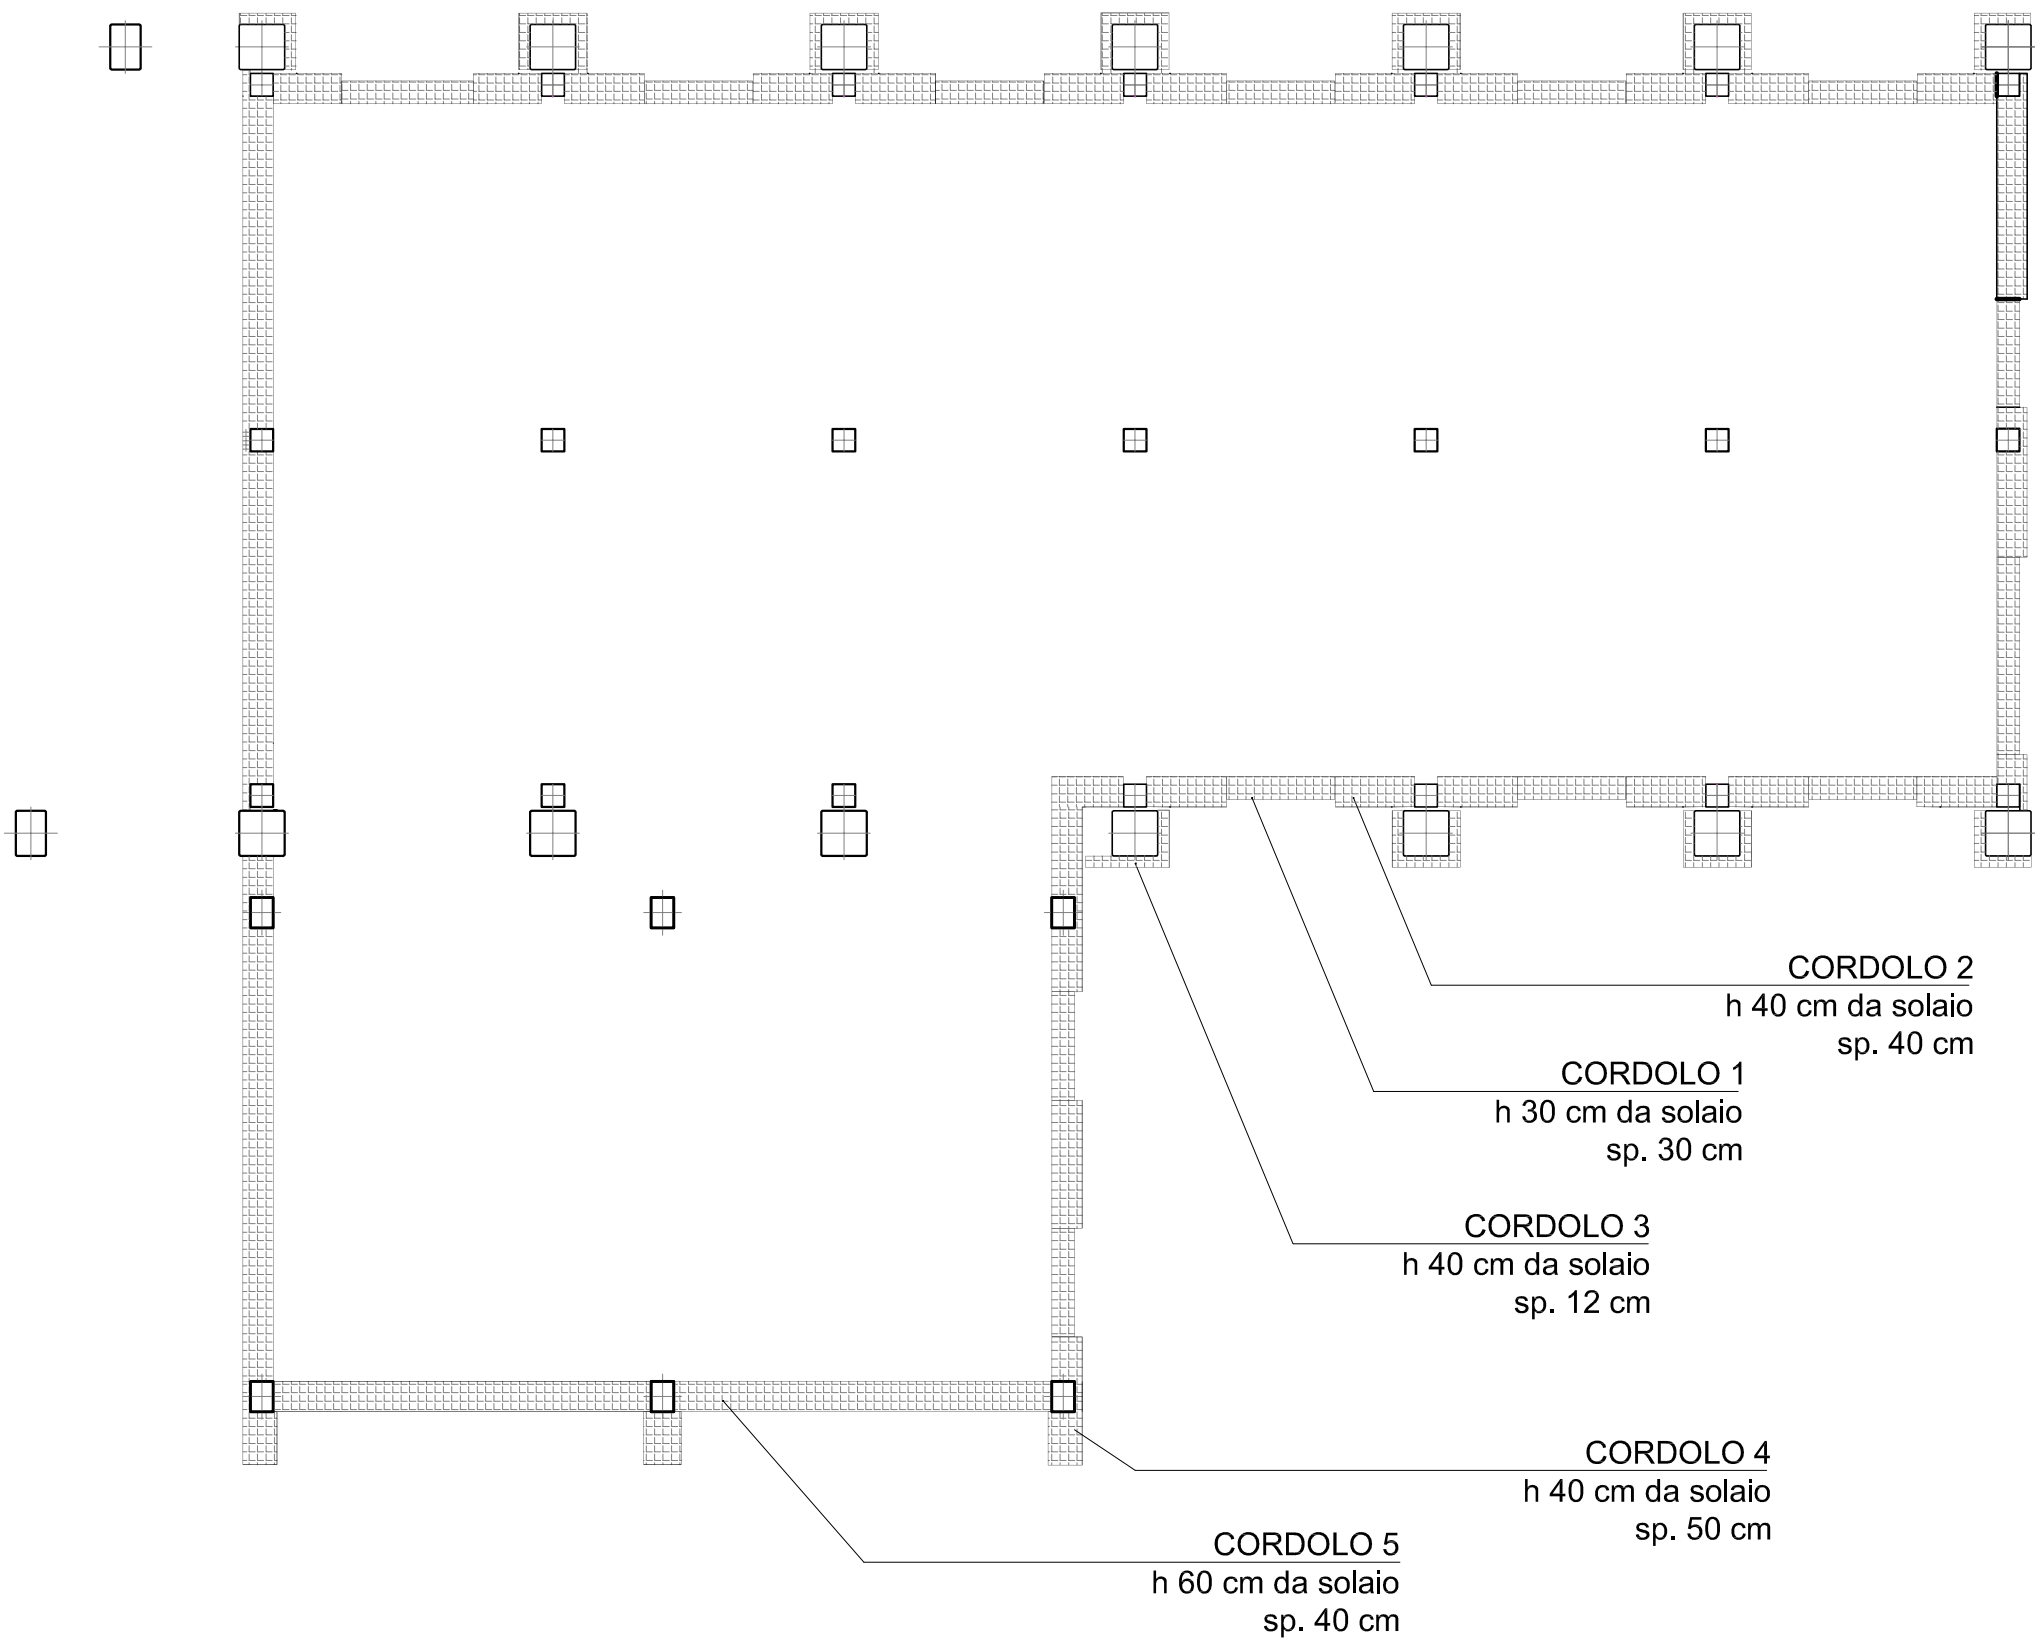 CORDOLO 2
h 40 cm da solaio
sp. 40 cm
CORDOLO 1
h 30 cm da solaio
sp. 30 cm
CORDOLO 3
h 40 cm da solaio
sp. 12 cm
CORDOLO 4
h 40 cm da solaio
sp. 50 cm
CORDOLO 5
h 60 cm da solaio
sp. 40 cm